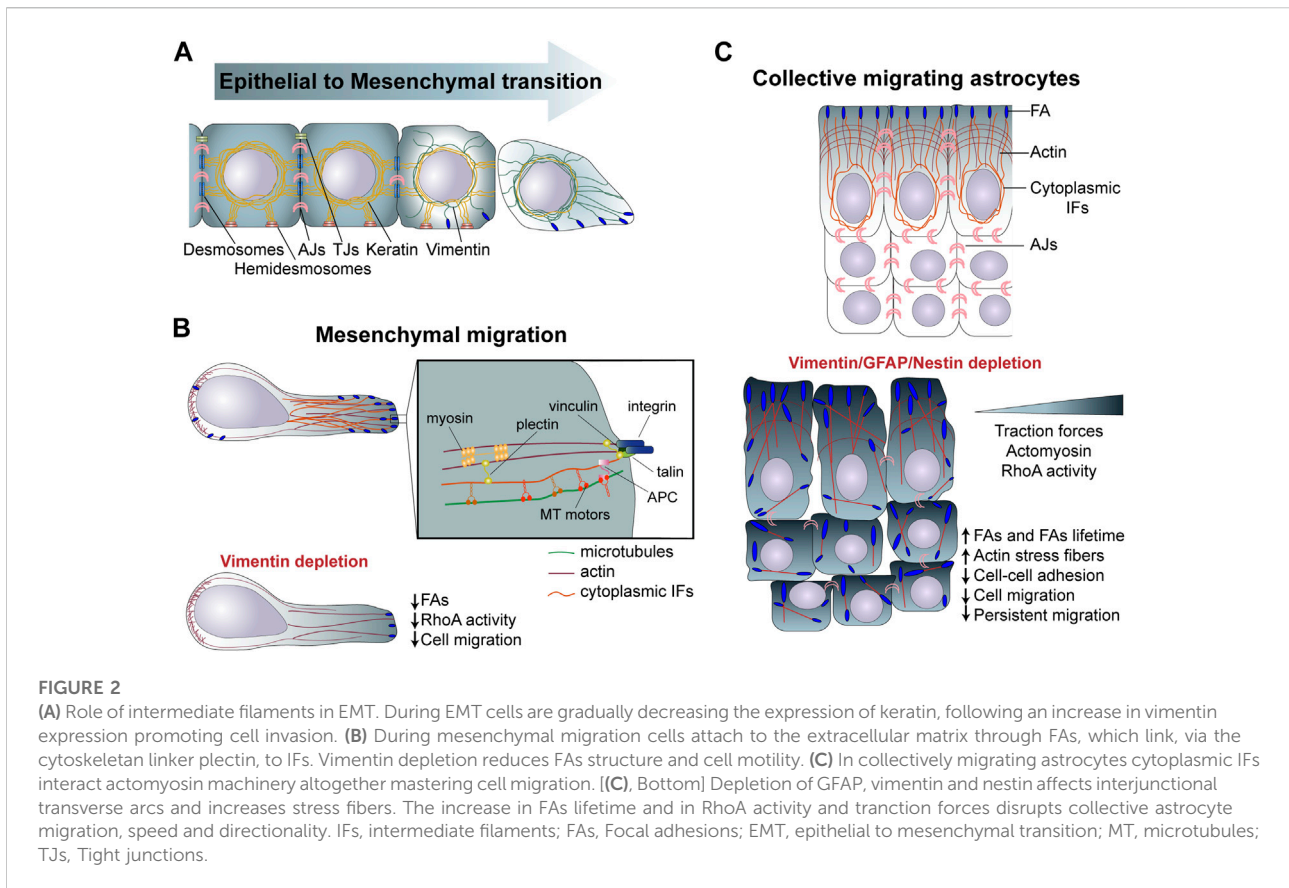 A
Epithelial to Mesenchymal transition
Desmosomes AJs TJs Keratin Vimentin
Hemidesmosomes
B
Mesenchymal migration
myosin
plectin
vinculin
integrin
talin
APC
MT motors
microtubules
actin
cytoplasmic IFs
Vimentin depletion
↓FAs
↓RhoA activity
↓Cell migration
C
Collective migrating astrocytes
FA
Actin
Cytoplasmic
IFs
AJs
Vimentin/GFAP/Nestin depletion
Traction forces
Actomyosin
RhoA activity
↑FAs and FAs lifetime
↑Actin stress fibers
↓Cell-cell adhesion
↓Cell migration
↓Persistent migration
FIGURE 2
(A) Role of intermediate filaments in EMT. During EMT cells are gradually decreasing the expression of keratin, following an increase in vimentin
expression promoting cell invasion. (B) During mesenchymal migration cells attach to the extracellular matrix through FAs, which link, via the
cytoskeletan linker plectin, to IFs. Vimentin depletion reduces FAs structure and cell motility. (C) In collectively migrating astrocytes cytoplasmic IFs
interact actomyosin machinery altogether mastering cell migration. [(C), Bottom] Depletion of GFAP, vimentin and nestin affects interjunctional
transverse arcs and increases stress fibers. The increase in FAs lifetime and in RhoA activity and traction forces disrupts collective astrocyte
migration, speed and directionality. IFs, intermediate filaments; FAs, Focal adhesions; EMT, epithelial to mesenchymal transition; MT, microtubules;
TJs, Tight junctions.